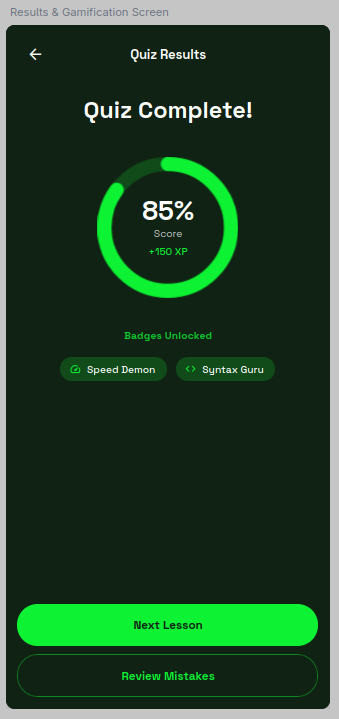 Results & Gamification Screen
Quiz Results
Quiz Complete!
85%
Score
+150 XP
Badges Unlocked
Speed Demon
Syntax Guru
Next Lesson
Review Mistakes